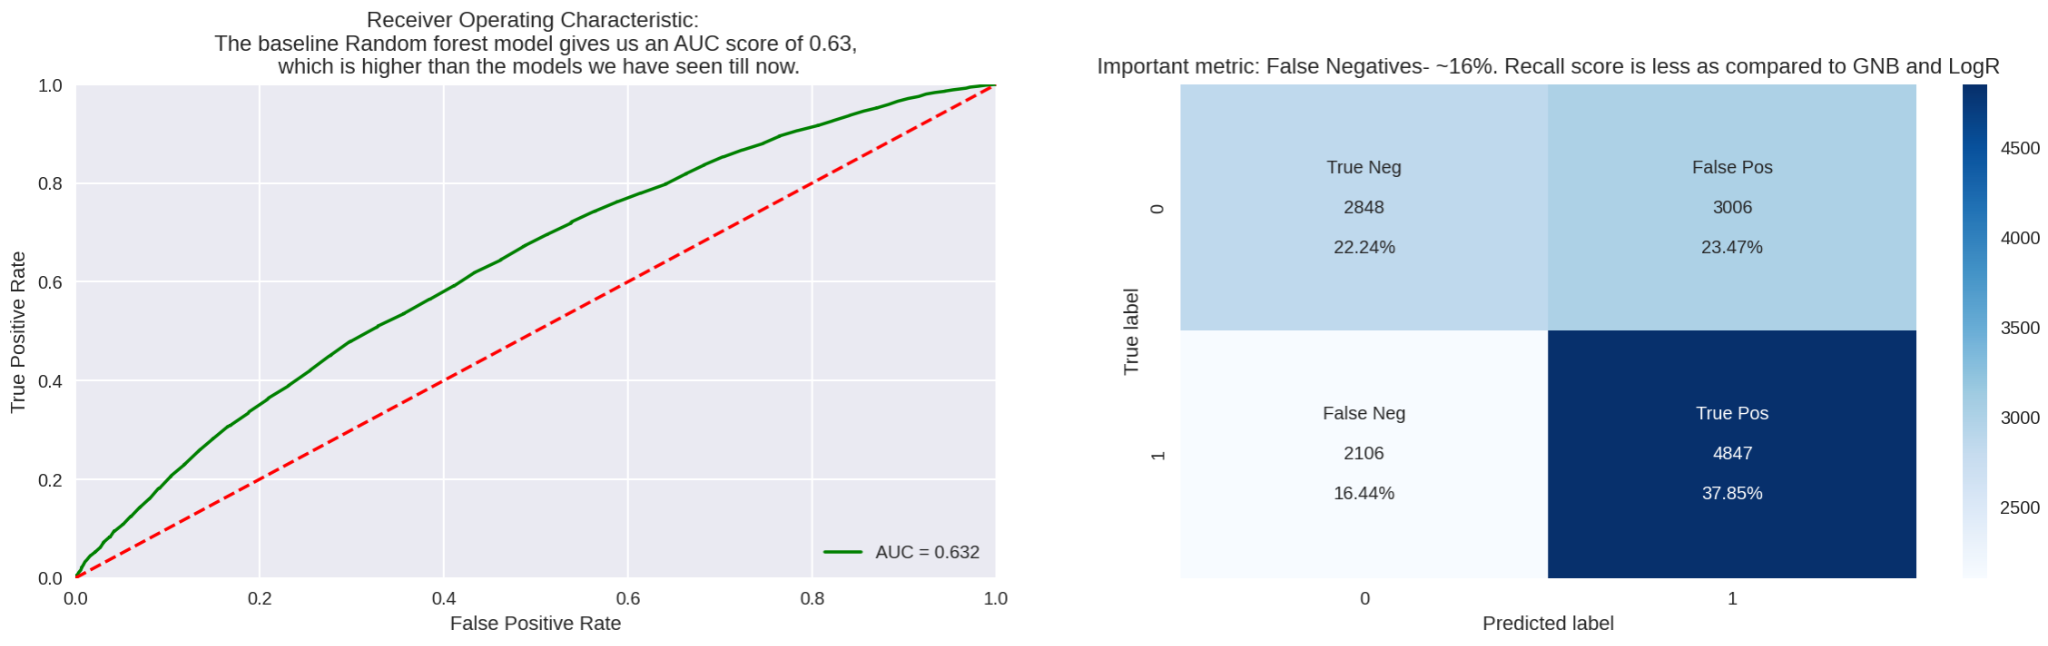 Receiver Operating Characteristic:
The baseline Random forest model gives us an AUC score of 0.63,
which is higher than the models we have seen till now.
1.0
0.8
0.6
0.4
0.2
0.0
True Positive Rate
0.0 0.2 0.4 0.6 0.8 1.0
False Positive Rate
AUC = 0.632
Important metric: False Negatives- ~16%. Recall score is less as compared to GNB and LogR
True label
0
1
True Neg
2848
22.24%
False Pos
3006
23.47%
False Neg
2106
16.44%
True Pos
4847
37.85%
0 1
Predicted label
4500
4000
3500
3000
2500